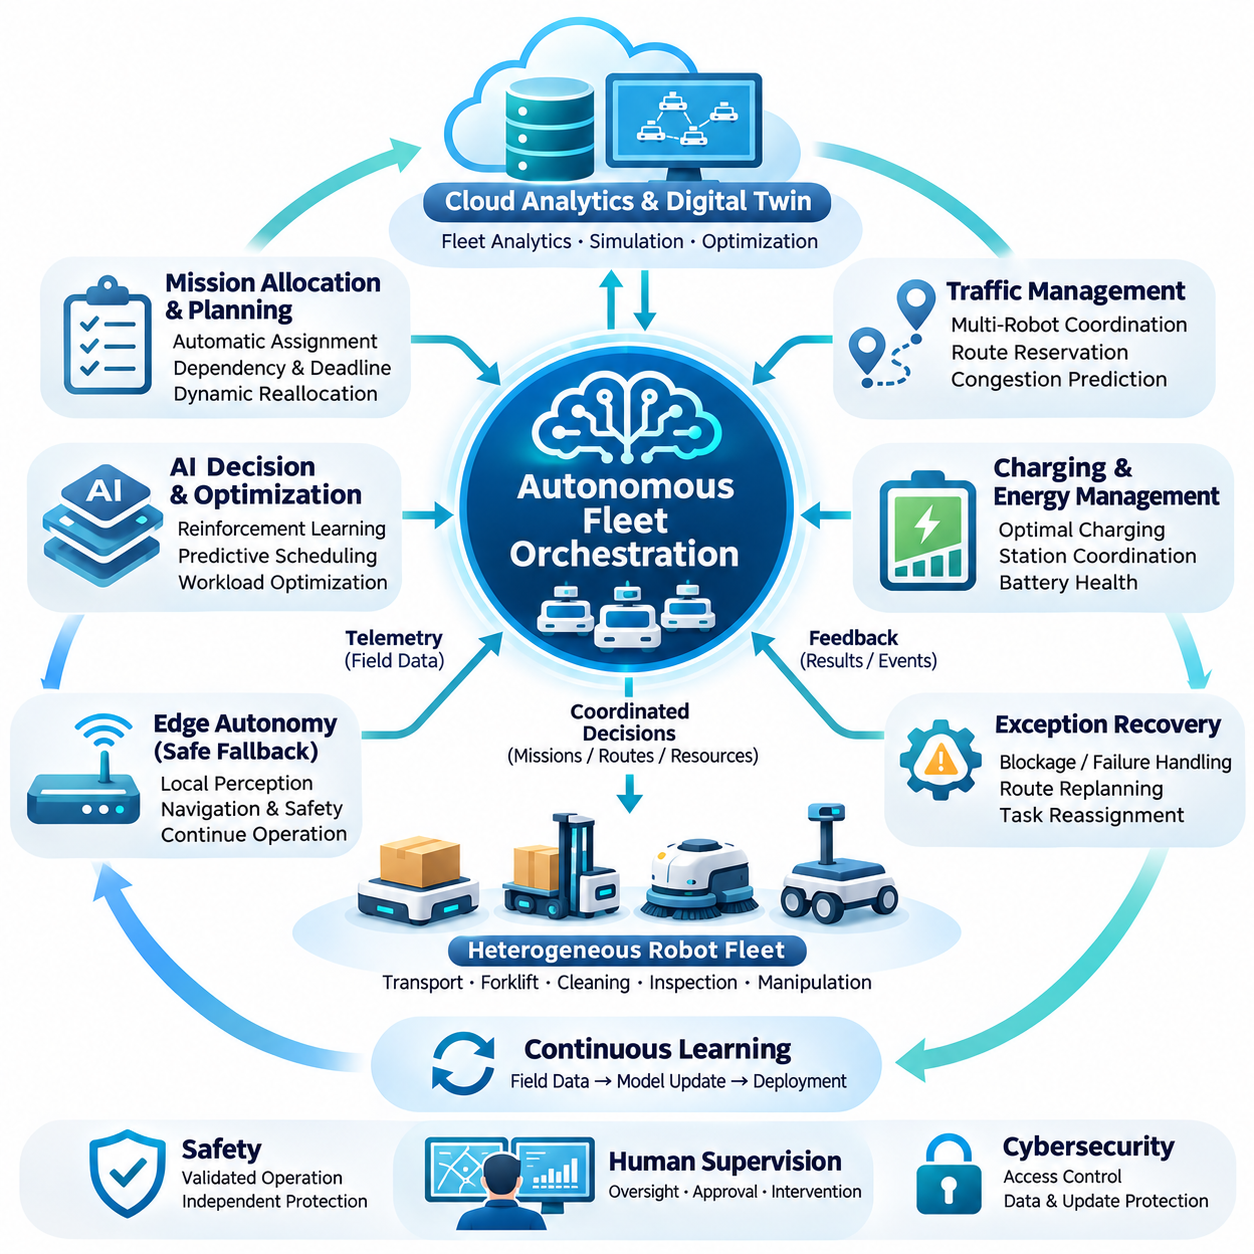 Cloud Analytics & Digital Twin
Fleet Analytics · Simulation · Optimization
Mission Allocation
& Planning
Automatic Assignment
Dependency & Deadline
Dynamic Reallocation
Traffic Management
Multi-Robot Coordination
Route Reservation
Congestion Prediction
AI
AI Decision
& Optimization
Reinforcement Learning
Predictive Scheduling
Workload Optimization
Autonomous
Fleet
Orchestration
Charging &
Energy Management
Optimal Charging
Station Coordination
Battery Health
Telemetry
(Field Data)
Feedback
(Results / Events)
Edge Autonomy
(Safe Fallback)
Local Perception
Navigation & Safety
Continue Operation
Coordinated
Decisions
(Missions / Routes / Resources)
Exception Recovery
Blockage / Failure Handling
Route Replanning
Task Reassignment
Heterogeneous Robot Fleet
Transport · Forklift · Cleaning · Inspection · Manipulation
Continuous Learning
Field Data → Model Update → Deployment
Safety
Validated Operation
Independent Protection
Human Supervision
Oversight · Approval · Intervention
Cybersecurity
Access Control
Data & Update Protection